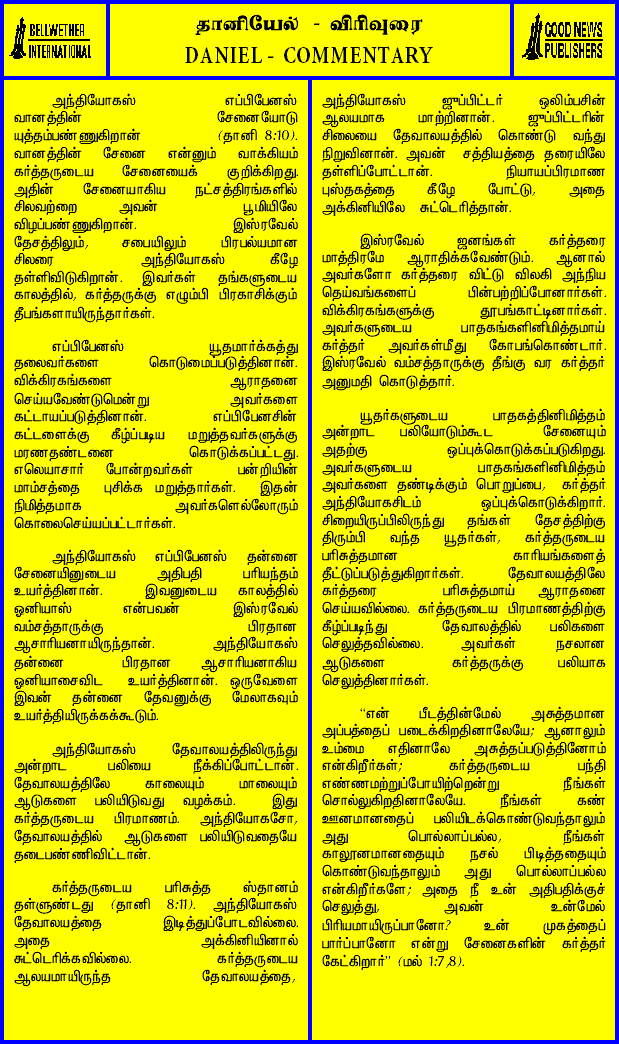 BELLWETHER
INTERNATIONAL
தானியேல் - விரிவுரை
DANIEL - COMMENTARY
GOOD NEWS
PUBLISHERS
அந்தியோகஸ் எப்பிபேனஸ்
வானத்தின் சேனையோடு
யுத்தம்பண்ணுகிறான் (தானி 8:10).
வானத்தின் சேனை என்னும் வாக்கியம்
கர்த்தருடைய சேனையைக் குறிக்கிறது.
அதின் சேனையாகிய நட்சத்திரங்களில்
சிலவற்றை அவன் பூமியிலே
விழப்பண்ணுகிறான். இஸ்ரவேல்
தேசத்திலும், சபையிலும் பிரபல்யமான
சிலரை அந்தியோகஸ் கீழே
தள்ளிவிடுகிறான். இவர்கள் தங்களுடைய
காலத்தில், கர்த்தருக்கு எழும்பி பிரகாசிக்கும்
தீபங்களாயிருந்தார்கள்.
எப்பிபேனஸ் யூதமார்க்கத்து
தலைவர்களை கொடுமைப்படுத்தினான்.
விக்கிரகங்களை ஆராதனை
செய்யவேண்டுமென்று அவர்களை
கட்டாயப்படுத்தினான். எப்பிபேனசின்
கட்டளைக்கு கீழ்ப்படிய மறுத்தவர்களுக்கு
மரணதண்டனை கொடுக்கப்பட்டது.
எலெயாசார் போன்றவர்கள் பன்றியின்
மாம்சத்தை புசிக்க மறுத்தார்கள். இதன்
நிமித்தமாக அவர்களெல்லோரும்
கொலைசெய்யப்பட்டார்கள்.
அந்தியோகஸ் எப்பிபேனஸ் தன்னை
சேனையினுடைய அதிபதி பரியந்தம்
உயர்த்தினான். இவனுடைய காலத்தில்
ஓனியாஸ் என்பவன் இஸ்ரவேல்
வம்சத்தாருக்கு பிரதான
ஆசாரியனாயிருந்தான். அந்தியோகஸ்
தன்னை பிரதான ஆசாரியனாகிய
ஓனியாசைவிட உயர்த்தினான். ஒருவேளை
இவன் தன்னை தேவனுக்கு மேலாகவும்
உயர்த்தியிருக்கக்கூடும்.
அந்தியோகஸ் தேவாலயத்திலிருந்து
அன்றாட பலியை நீக்கிப்போட்டான்.
தேவாலயத்திலே காலையும் மாலையும்
ஆடுகளை பலியிடுவது வழக்கம். இது
கர்த்தருடைய பிரமாணம். அந்தியோகசோ,
தேவாலயத்தில் ஆடுகளை பலியிடுவதையே
தடைபண்ணிவிட்டான்.
கர்த்தருடைய பரிசுத்த ஸ்தானம்
தள்ளுண்டது (தானி 8:11). அந்தியோகஸ்
தேவாலயத்தை இடித்துப்போடவில்லை.
அதை அக்கினியினால்
சுட்டெரிக்கவில்லை. கர்த்தருடைய
ஆலயமாயிருந்த தேவாலயத்தை,
அந்தியோகஸ் ஜுப்பிட்டர் ஒலிம்பசின்
ஆலயமாக மாற்றினான். ஜுப்பிட்டரின்
சிலையை தேவாலயத்தில் கொண்டு வந்து
நிறுவினான். அவன் சத்தியத்தை தரையிலே
தள்ளிப்போட்டான். நியாயப்பிரமாண
புஸ்தகத்தை கீழே போட்டு, அதை
அக்கினியிலே சுட்டெரித்தான்.
இஸ்ரவேல் ஜனங்கள் கர்த்தரை
மாத்திரமே ஆராதிக்கவேண்டும். ஆனால்
அவர்களோ கர்த்தரை விட்டு விலகி அந்நிய
தெய்வங்களைப் பின்பற்றிப்போனார்கள்.
விக்கிரகங்களுக்கு தூபங்காட்டினார்கள்.
அவர்களுடைய பாதகங்களினிமித்தமாய்
கர்த்தர் அவர்கள்மீது கோபங்கொண்டார்.
இஸ்ரவேல் வம்சத்தாருக்கு தீங்கு வர கர்த்தர்
அனுமதி கொடுத்தார்.
யூதர்களுடைய பாதகத்தினிமித்தம்
அன்றாட பலியோடும்கூட சேனையும்
அதற்கு ஒப்புக்கொடுக்கப்படுகிறது.
அவர்களுடைய பாதகங்களினிமித்தம்
அவர்களை தண்டிக்கும் பொறுப்பை, கர்த்தர்
அந்தியோகசிடம் ஒப்புக்கொடுக்கிறார்.
சிறையிருப்பிலிருந்து தங்கள் தேசத்திற்கு
திரும்பி வந்த யூதர்கள், கர்த்தருடைய
பரிசுத்தமான காரியங்களைத்
தீட்டுப்படுத்துகிறார்கள். தேவாலயத்திலே
கர்த்தரை பரிசுத்தமாய் ஆராதனை
செய்யவில்லை. கர்த்தருடைய பிரமாணத்திற்கு
கீழ்ப்படிந்து தேவாலயத்தில் பலிகளை
செலுத்தவில்லை. அவர்கள் நசலான
ஆடுகளை கர்த்தருக்கு பலியாக
செலுத்தினார்கள்.
“என் பீடத்தின்மேல் அசுத்தமான
அப்பத்தைப் படைக்கிறதினாலேயே; ஆனாலும்
உம்மை எதினாலே அசுத்தப்படுத்தினோம்
என்கிறீர்கள்; கர்த்தருடைய பந்தி
எண்ணமற்றுப்போயிற்றென்று நீங்கள்
சொல்லுகிறதினாலேயே. நீங்கள் கண்
ஊனமானதைப் பலியிடக்கொண்டுவந்தாலும்
அது பொல்லாப்பல்ல, நீங்கள்
காலூனமானதையும் நசல் பிடித்ததையும்
கொண்டுவந்தாலும் அது பொல்லாப்பல்ல
என்கிறீர்களே; அதை நீ உன் அதிபதிக்குச்
செலுத்து, அவன் உன்மேல்
பிரியமாயிருப்பானோ? உன் முகத்தைப்
பார்ப்பானோ என்று சேனைகளின் கர்த்தர்
கேட்கிறார்” (மல் 1:7,8).